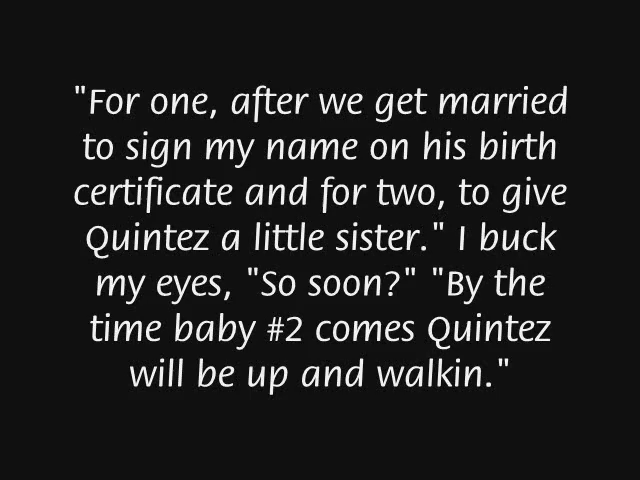 "For one, after we get married
to sign my name on his birth
certificate and for two, to give
Quintez a little sister." I buck
my eyes, "So soon?" "By the
time baby #2 comes Quintez
will be up and walkin."